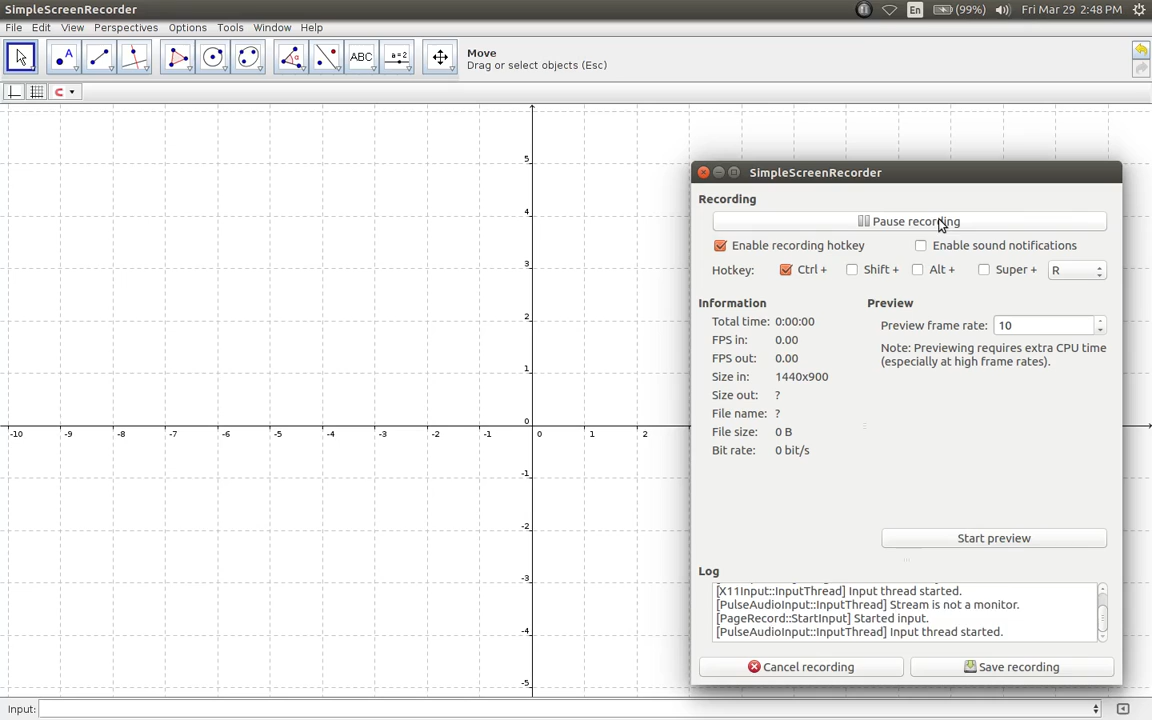 SimpleScreenRecorder
En (99%) Fri Mar 29 2:48 PM
File Edit View Perspectives Options Tools Window Help
A ABC a=2 Move
Drag or select objects (Esc)
5
4
3
2
1
0
-10 -9 -8 -7 -6 -5 -4 -3 -2 -1 0 1 2
-1
-2
-3
-4
-5
SimpleScreenRecorder
Recording
Pause recording
Enable recording hotkey Enable sound notifications
Hotkey: Ctrl + Shift + Alt + Super + R
Information Preview
Total time: 0:00:00
Preview frame rate: 10
FPS in: 0.00
Note: Previewing requires extra CPU time
FPS out: 0.00
(especially at high frame rates).
Size in: 1440x900
Size out: ?
File name: ?
File size: 0 B
Bit rate: 0 bit/s
Start preview
Log
[X11Input::InputThread] Input thread started.
[PulseAudioInput::InputThread] Stream is not a monitor.
[PageRecord::StartInput] Started input.
[PulseAudioInput::InputThread] Input thread started.
Cancel recording Save recording
Input: